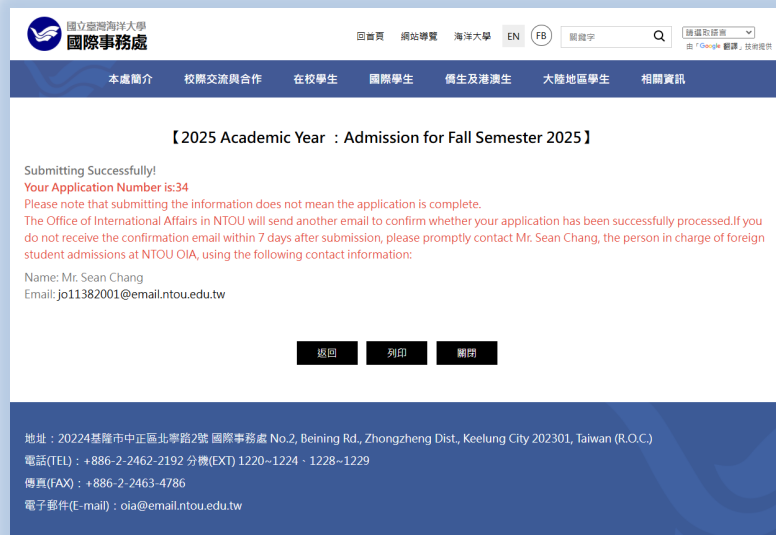 國立臺灣海洋大學
國際事務處
回首頁 網站導覽 海洋大學 EN FB 關鍵字 請選取語言
由「Google 翻譯」技術提供
本處簡介 校際交流與合作 在校學生 國際學生 僑生及港澳生 大陸地區學生 相關資訊
【2025 Academic Year ：Admission for Fall Semester 2025】
Submitting Successfully!
Your Application Number is:34
Please note that submitting the information does not mean the application is complete.
The Office of International Affairs in NTOU will send another email to confirm whether your application has been successfully processed.If you
do not receive the confirmation email within 7 days after submission, please promptly contact Mr. Sean Chang, the person in charge of foreign
student admissions at NTOU OIA, using the following contact information:
Name: Mr. Sean Chang
Email: jo11382001@email.ntou.edu.tw
返回 列印 關閉
地址：20224基隆市中正區北寧路2號 國際事務處 No.2, Beining Rd., Zhongzheng Dist., Keelung City 202301, Taiwan (R.O.C.)
電話(TEL)：+886-2-2462-2192 分機(EXT) 1220~1224、1228~1229
傳真(FAX)：+886-2-2463-4786
電子郵件(E-mail)：oia@email.ntou.edu.tw